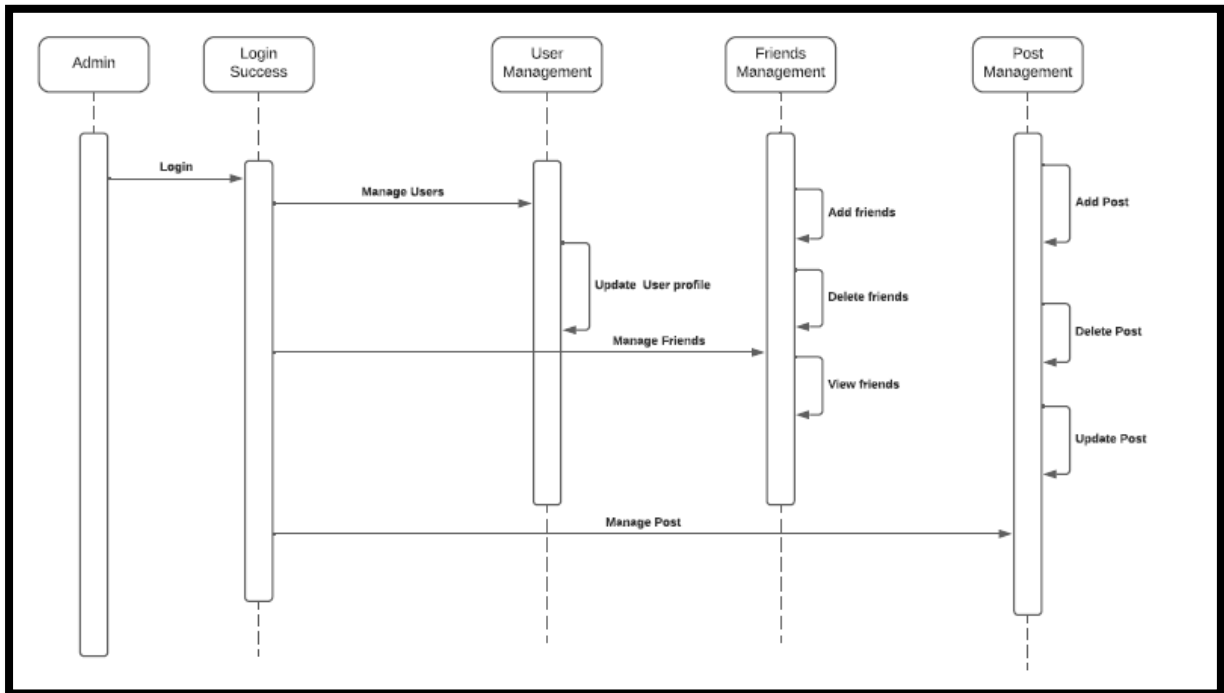 Admin
Login
Success
User
Management
Friends
Management
Post
Management
Login
Manage Users
Add friends
Add Post
Update  User profile
Delete friends
Delete Post
Manage Friends
View friends
Update Post
Manage Post